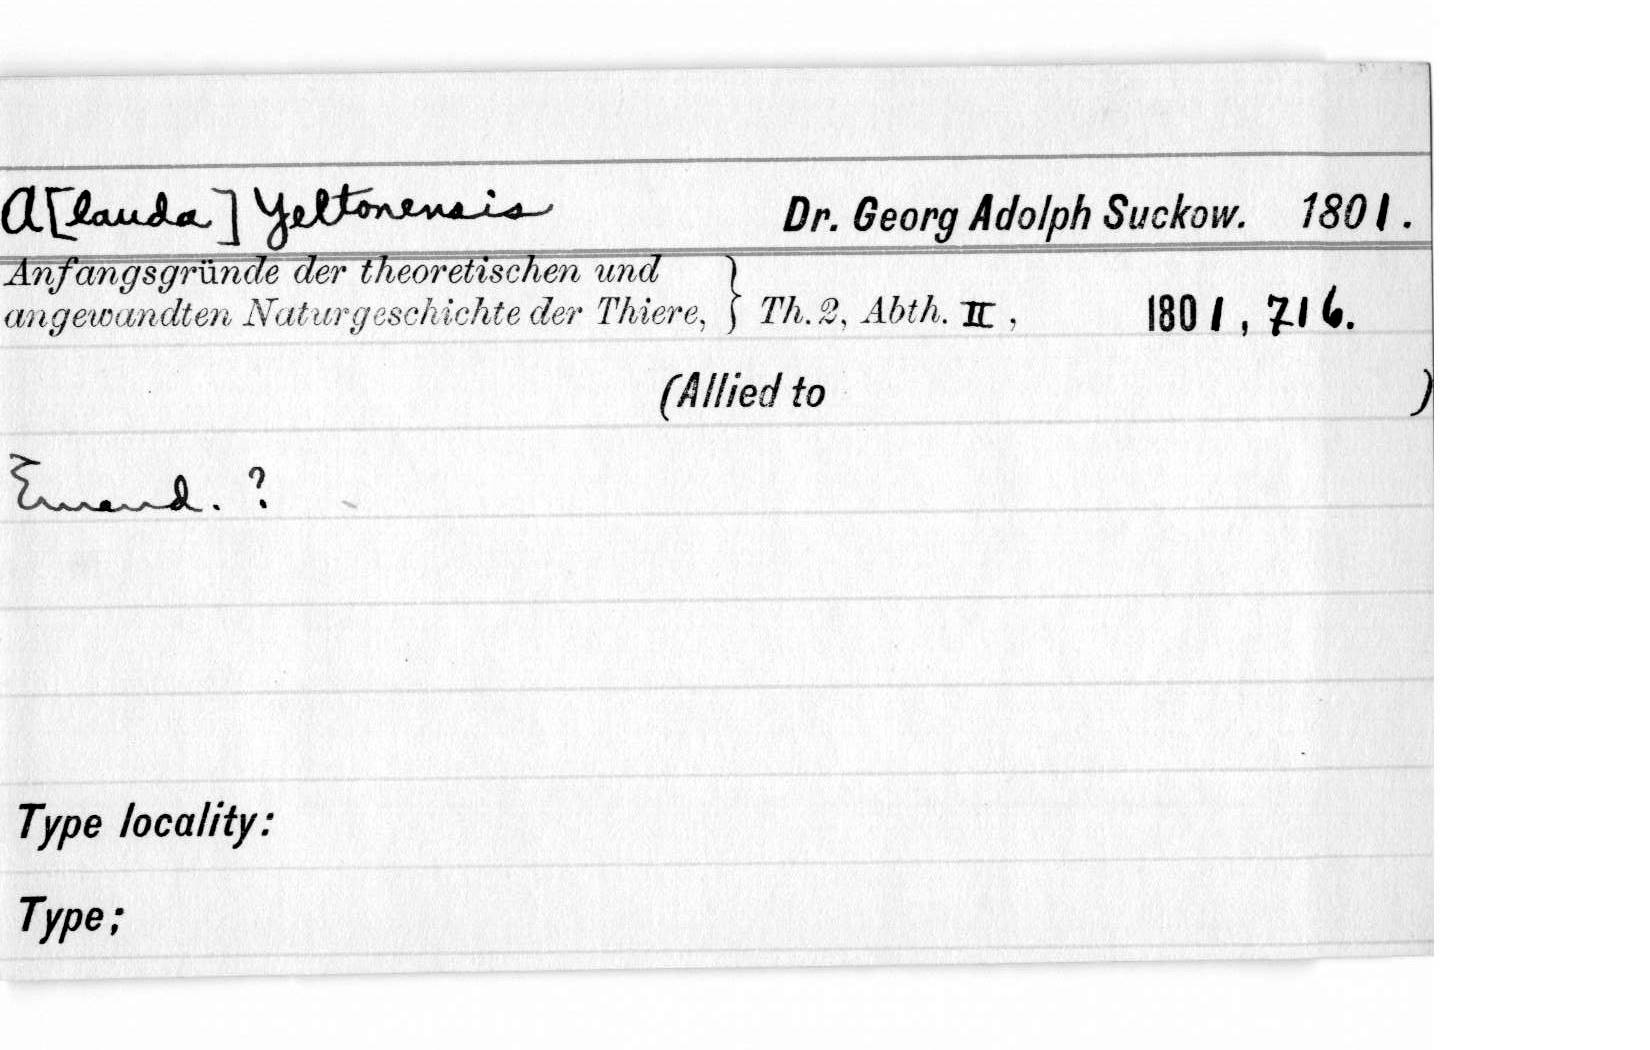 A[lauda] Yeltonensis Dr. Georg Adolph Suckow. 1801.
Anfangsgründe der theoretischen und
angewandten Naturgeschichte der Thiere, } Th. 2, Abth. II, 1801, 716.
(Allied to )
Emend. ?
Type locality:
Type;